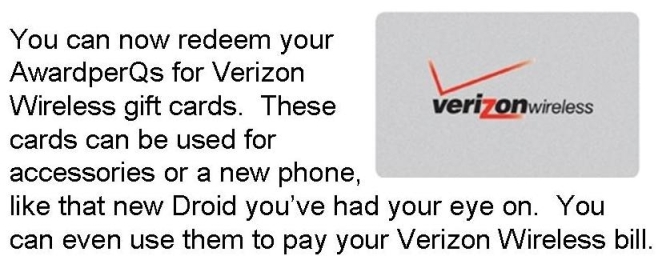 You can now redeem your
AwardperQs for Verizon
Wireless gift cards.  These
cards can be used for
accessories or a new phone,
like that new Droid you've had your eye on.  You
can even use them to pay your Verizon Wireless bill.
verizonwireless